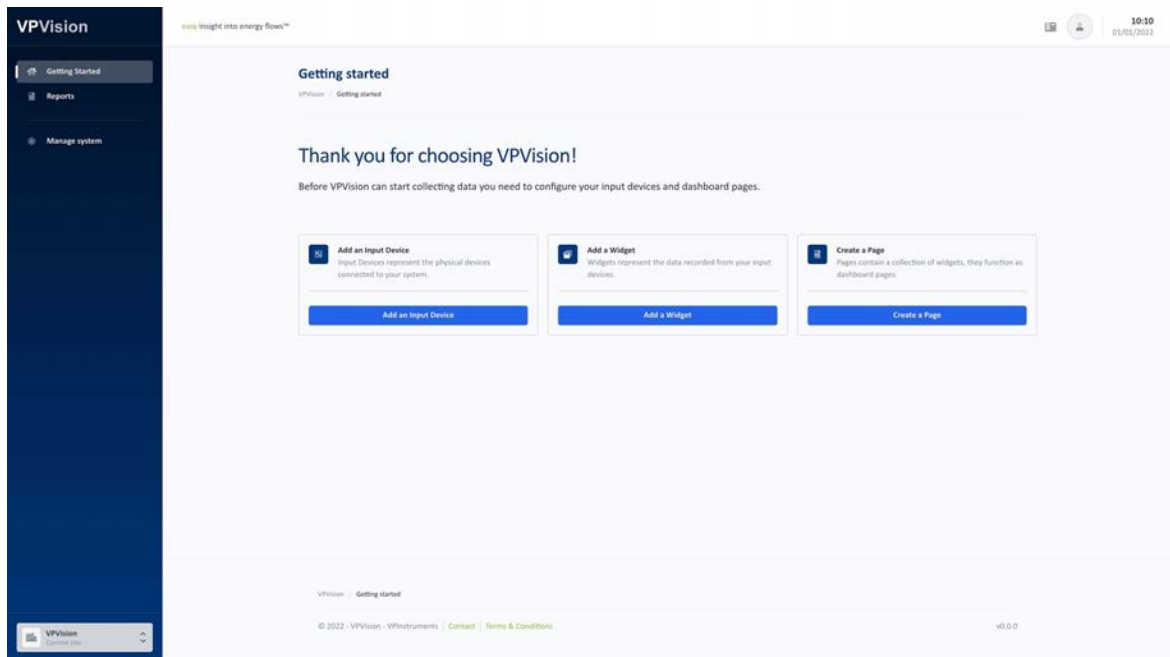 VPVision
easy insight into energy flows™
10:10
01/01/2022
Getting Started
Reports
Manage system
Getting started
VPVision / Getting started
Thank you for choosing VPVision!
Before VPVision can start collecting data you need to configure your input devices and dashboard pages.
Add an Input Device
Input Devices represent the physical devices
connected to your system.
Add an Input Device
Add a Widget
Widgets represent the data recorded from your input
devices.
Add a Widget
Create a Page
Pages contain a collection of widgets, they function as
dashboard pages.
Create a Page
VPVision / Getting started
© 2022 - VPVision - VPInstruments | Contact | Terms & Conditions
v0.0.0
VPVision
Current site